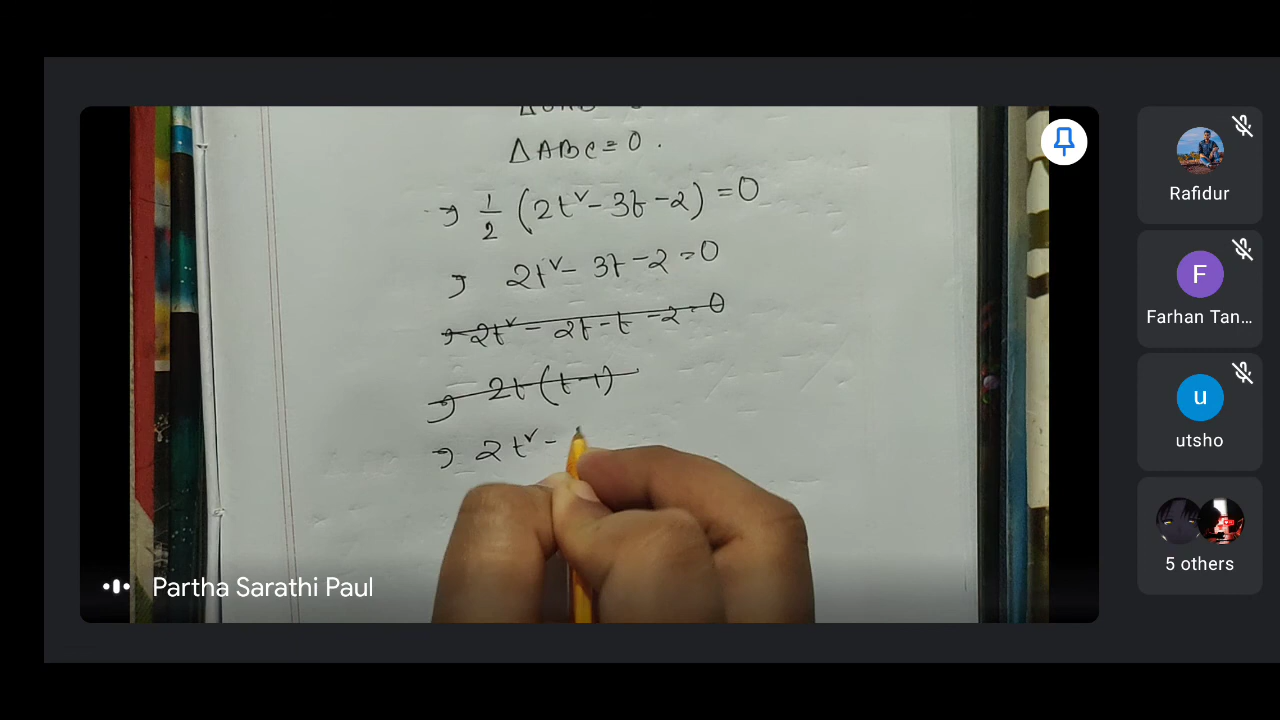 △ABC = 0 .
⇒ 1/2 (2t² - 3t - 2) = 0
⇒ 2t² - 3t - 2 = 0
⇒ 2t² - 2t - t - 2 = 0
⇒ 2t (t - 1)
⇒ 2t² -
Partha Sarathi Paul
Rafidur
F
Farhan Tan...
u
utsho
5 others